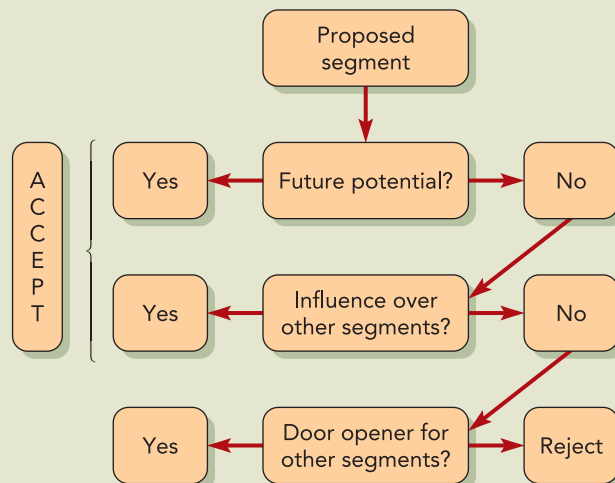 Proposed
segment
A
C
C
E
P
T
Yes
Future potential?
No
Yes
Influence over
other segments?
No
Yes
Door opener for
other segments?
Reject